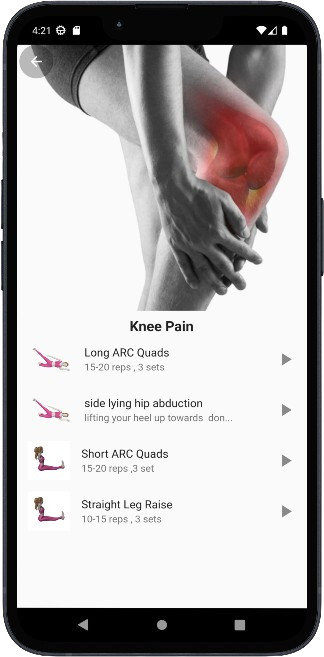 4:21
Knee Pain
Long ARC Quads
15-20 reps , 3 sets
side lying hip abduction
lifting your heel up towards  don...
Short ARC Quads
15-20 reps ,3 set
Straight Leg Raise
10-15 reps , 3 sets